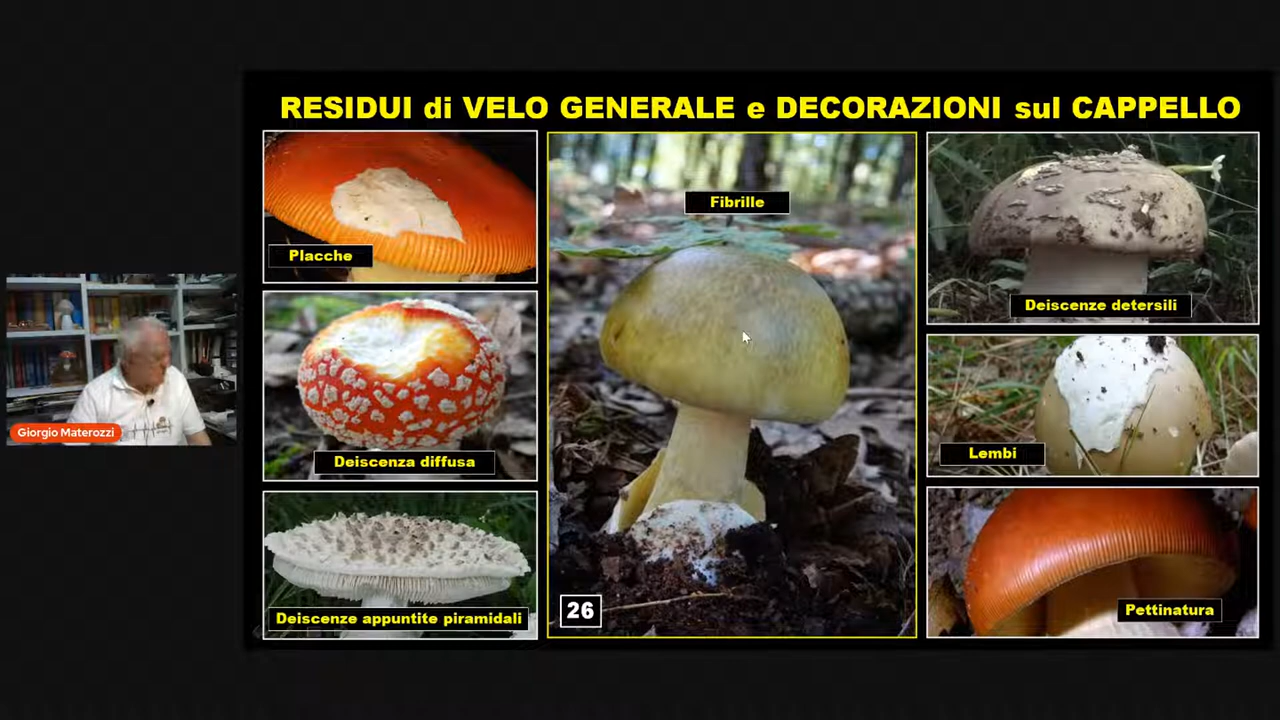 RESIDUI di VELO GENERALE e DECORAZIONI sul CAPPELLO
Placche
Deiscenza diffusa
Deiscenze appuntite piramidali
Fibrille
26
Deiscenze detersili
Lembi
Pettinatura
Giorgio Materozzi